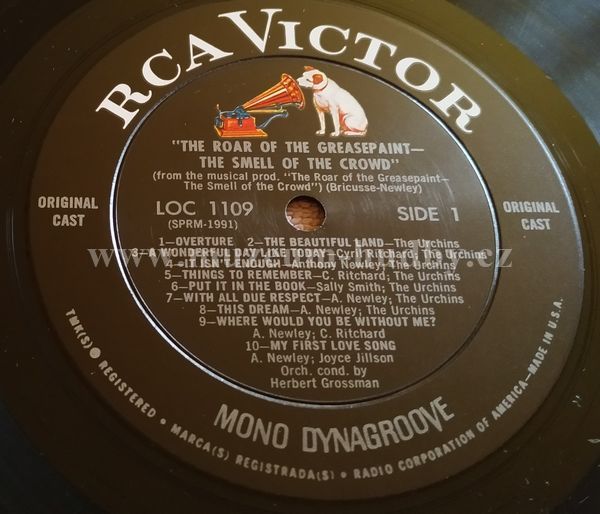 RCA VICTOR
"THE ROAR OF THE GREASEPAINT—
THE SMELL OF THE CROWD"
(from the musical prod. "The Roar of the Greasepaint—
The Smell of the Crowd") (Bricusse-Newley)
ORIGINAL
CAST
LOC 1109
(SPRM-1991)
SIDE 1
ORIGINAL
CAST
1—OVERTURE 2—THE BEAUTIFUL LAND—The Urchins
3—A WONDERFUL DAY LIKE TODAY—Cyril Ritchard; The Urchins
4—IT ISN'T ENOUGH—Anthony Newley; The Urchins
5—THINGS TO REMEMBER—C. Ritchard; The Urchins
6—PUT IT IN THE BOOK—Sally Smith; The Urchins
7—WITH ALL DUE RESPECT—A. Newley; The Urchins
8—THIS DREAM—A. Newley; The Urchins
9—WHERE WOULD YOU BE WITHOUT ME?
A. Newley; C. Ritchard
10—MY FIRST LOVE SONG
A. Newley; Joyce Jillson
Orch. cond. by
Herbert Grossman
MONO DYNAGROOVE
TMK(S) ® REGISTERED • MARCA(S) REGISTRADA(S) • RADIO CORPORATION OF AMERICA—MADE IN U.S.A.